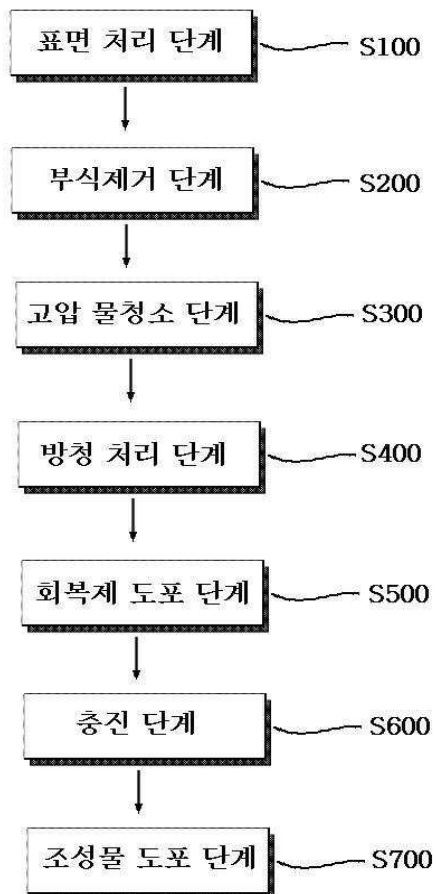 표면 처리 단계 S100
부식제거 단계 S200
고압 물청소 단계 S300
방청 처리 단계 S400
회복제 도포 단계 S500
충진 단계 S600
조성물 도포 단계 S700